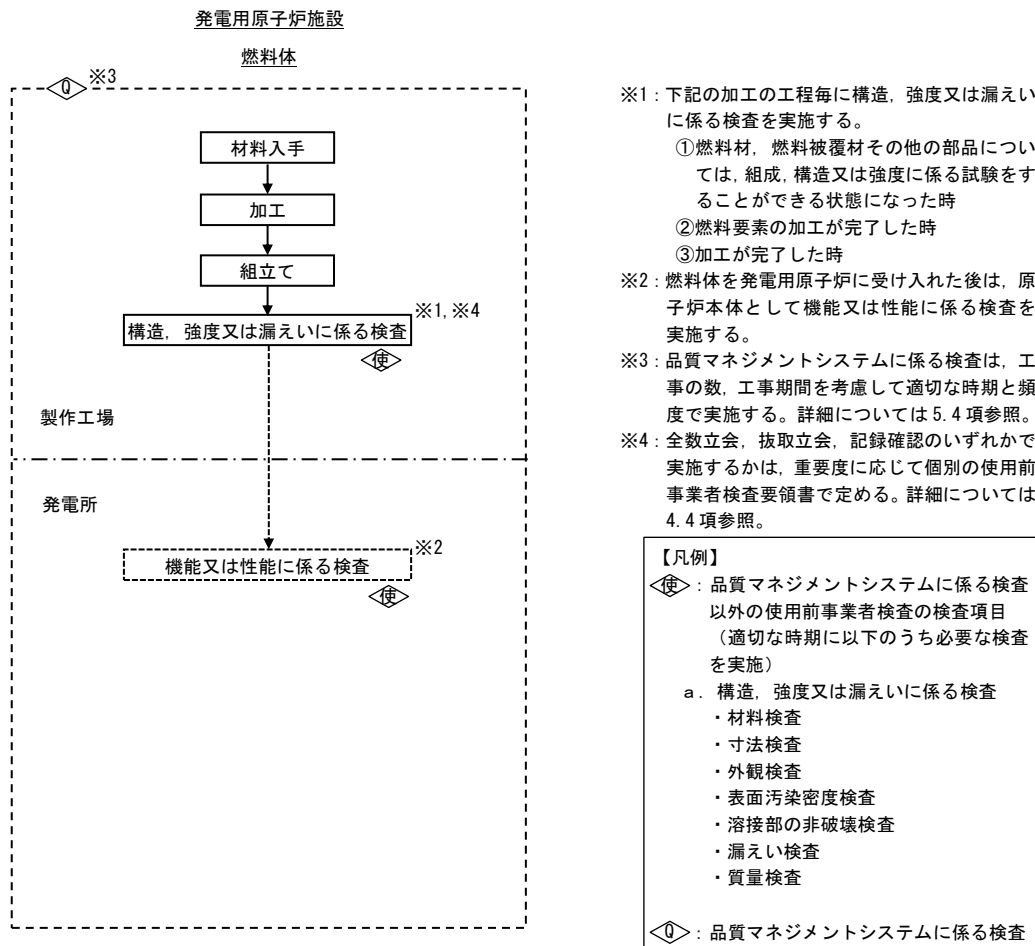 発電用原子炉施設
燃料体
Q ※3
材料入手
加工
組立て
構造，強度又は漏えいに係る検査
※1，※4
使
製作工場
発電所
機能又は性能に係る検査
※2
使
※1：下記の加工の工程毎に構造，強度又は漏えい
に係る検査を実施する。
①燃料材，燃料被覆材その他の部品につい
ては，組成，構造又は強度に係る試験をす
ることができる状態になった時
②燃料要素の加工が完了した時
③加工が完了した時
※2：燃料体を発電用原子炉に受け入れた後は，原
子炉本体として機能又は性能に係る検査を
実施する。
※3：品質マネジメントシステムに係る検査は，工
事の数，工事期間を考慮して適切な時期と頻
度で実施する。詳細については5.4項参照。
※4：全数立会，抜取立会，記録確認のいずれかで
実施するかは，重要度に応じて個別の使用前
事業者検査要領書で定める。詳細については
4.4項参照。
【凡例】
使：品質マネジメントシステムに係る検査
以外の使用前事業者検査の検査項目
（適切な時期に以下のうち必要な検査
を実施）
a．構造，強度又は漏えいに係る検査
・材料検査
・寸法検査
・外観検査
・表面汚染密度検査
・溶接部の非破壊検査
・漏えい検査
・質量検査
Q：品質マネジメントシステムに係る検査